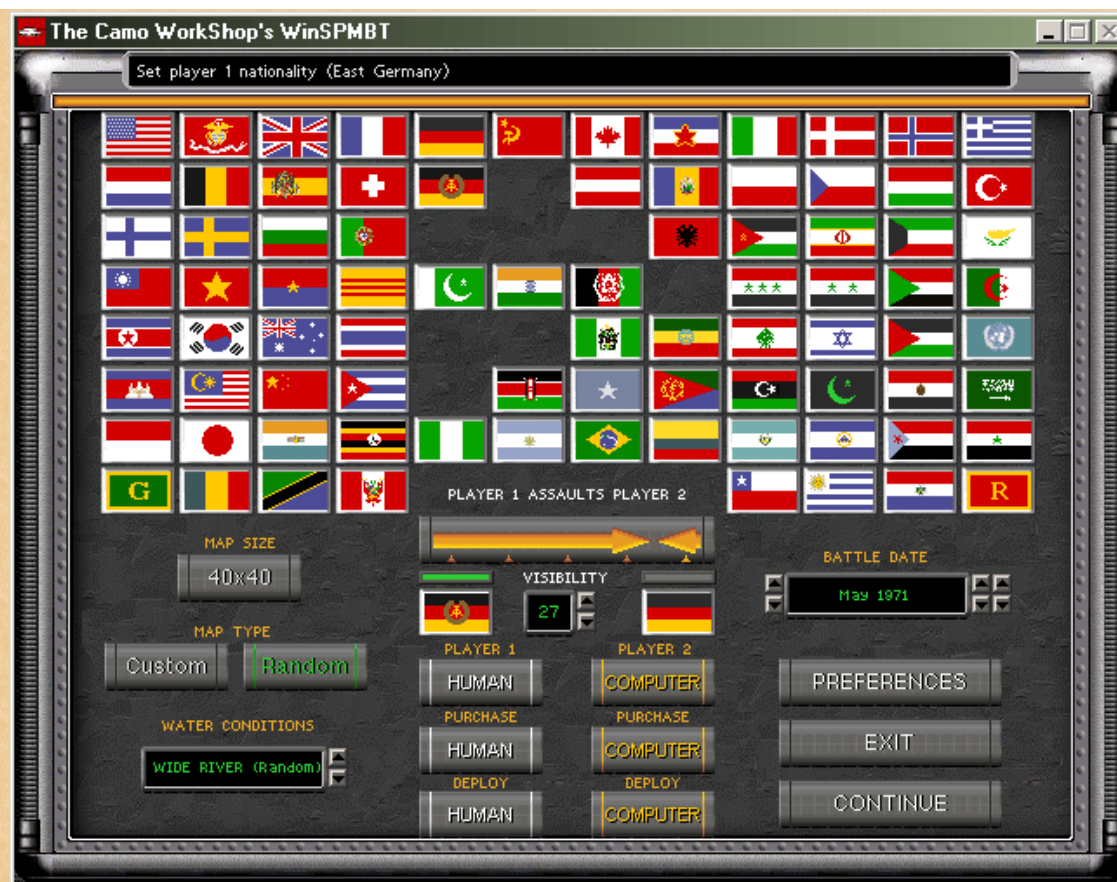 The Camo WorkShop's WinSPMBT
Set player 1 nationality (East Germany)
G
R
PLAYER 1 ASSAULTS PLAYER 2
MAP SIZE
40x40
VISIBILITY
27
BATTLE DATE
May 1971
MAP TYPE
Custom
Random
PLAYER 1
PLAYER 2
HUMAN
COMPUTER
PREFERENCES
WATER CONDITIONS
WIDE RIVER (Random)
PURCHASE
PURCHASE
HUMAN
COMPUTER
EXIT
DEPLOY
DEPLOY
HUMAN
COMPUTER
CONTINUE